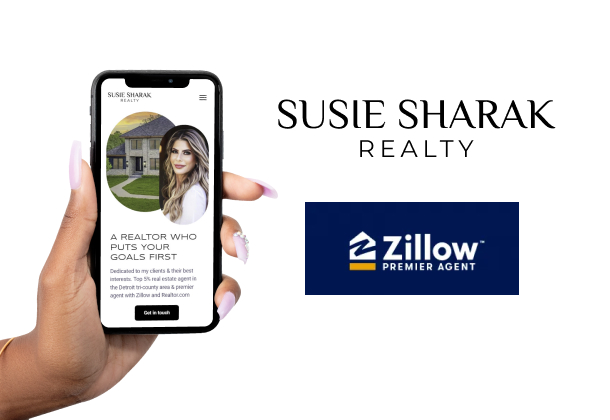 SUSIE SHARAK
REALTY
A REALTOR WHO
PUTS YOUR
GOALS FIRST
Dedicated to my clients & their best
interests. Top 5% real estate agent in
the Detroit tri-county area & premier
agent with Zillow and Realtor.com
Get in touch
SUSIE SHARAK
REALTY
Zillow™
PREMIER AGENT